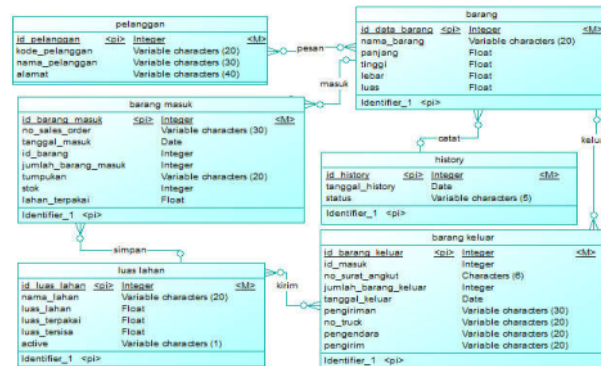 pelanggan
id_pelanggan <pi> Integer <M>
kode_pelanggan Variable characters (20)
nama_pelanggan Variable characters (30)
alamat Variable characters (40)
pesan
barang
id_data_barang <pi> Integer <M>
nama_barang Variable characters (20)
panjang Float
tinggi Float
lebar Float
luas Float
Identifier_1 <pi>
masuk
barang masuk
id_barang_masuk <pi> Integer <M>
no_sales_order Variable characters (30)
tanggal_masuk Date
id_barang Integer
jumlah_barang_masuk Integer
tumpukan Variable characters (20)
stok Integer
lahan_terpakai Float
Identifier_1 <pi>
catat
kelu
history
id_history <pi> Integer <M>
tanggal_history Date
status Variable characters (5)
Identifier_1 <pi>
simpan
luas lahan
id_luas_lahan <pi> Integer <M>
nama_lahan Variable characters (20)
luas_lahan Float
luas_terpakai Float
luas_tersisa Float
active Variable characters (1)
Identifier_1 <pi>
kirim
barang keluar
id_barang_keluar <pi> Integer <M>
id_masuk Integer
no_surat_angkut Characters (6)
jumlah_barang_keluar Integer
tanggal_keluar Date
pengiriman Variable characters (30)
no_truck Variable characters (20)
pengendara Variable characters (20)
pengirim Variable characters (20)
Identifier_1 <pi>